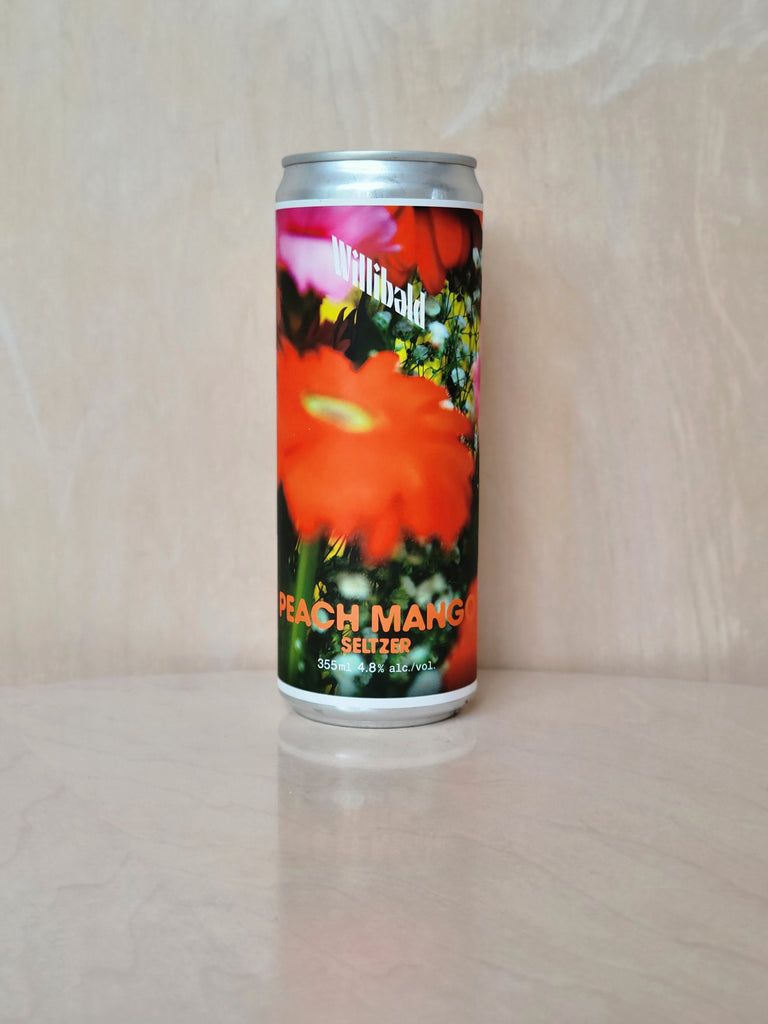 Willibald
PEACH MANGO
SELTZER
355ml 4.8% alc./vol.